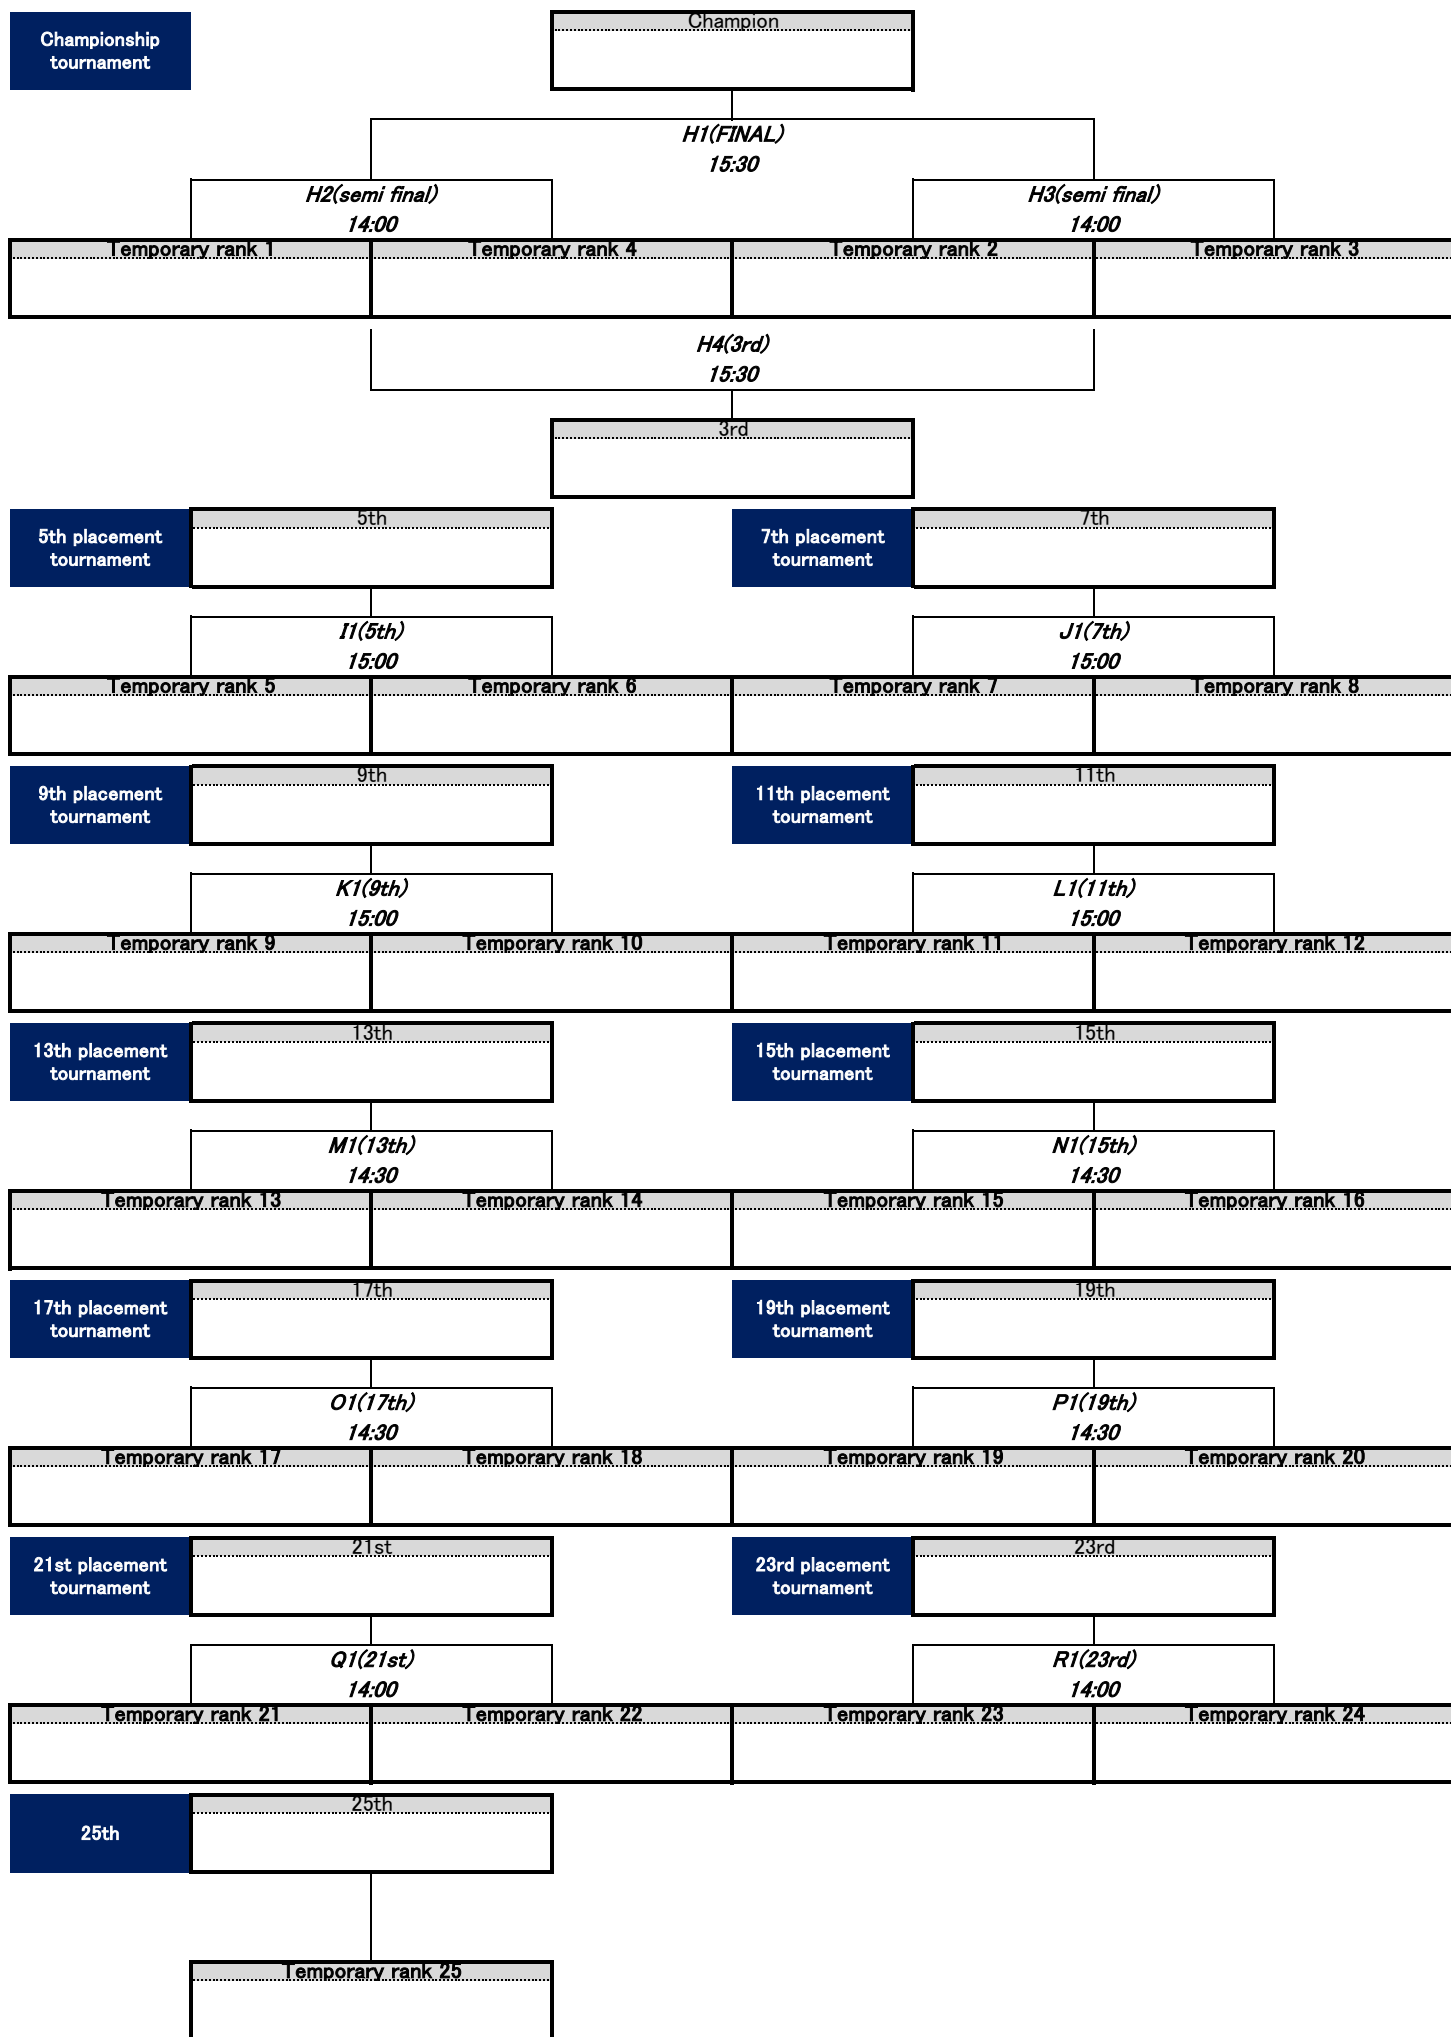 Championship
tournament
Champion
H1(FINAL)
15:30
H2(semi final)
14:00
H3(semi final)
14:00
Temporary rank 1
Temporary rank 4
Temporary rank 2
Temporary rank 3
H4(3rd)
15:30
3rd
5th placement
tournament
5th
7th placement
tournament
7th
I1(5th)
15:00
J1(7th)
15:00
Temporary rank 5
Temporary rank 6
Temporary rank 7
Temporary rank 8
9th placement
tournament
9th
11th placement
tournament
11th
K1(9th)
15:00
L1(11th)
15:00
Temporary rank 9
Temporary rank 10
Temporary rank 11
Temporary rank 12
13th placement
tournament
13th
15th placement
tournament
15th
M1(13th)
14:30
N1(15th)
14:30
Temporary rank 13
Temporary rank 14
Temporary rank 15
Temporary rank 16
17th placement
tournament
17th
19th placement
tournament
19th
O1(17th)
14:30
P1(19th)
14:30
Temporary rank 17
Temporary rank 18
Temporary rank 19
Temporary rank 20
21st placement
tournament
21st
23rd placement
tournament
23rd
Q1(21st)
14:00
R1(23rd)
14:00
Temporary rank 21
Temporary rank 22
Temporary rank 23
Temporary rank 24
25th
25th
Temporary rank 25